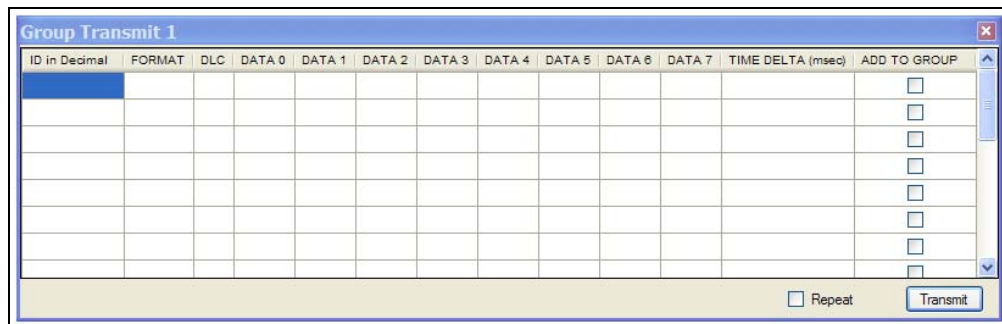 Group Transmit 1
ID in Decimal FORMAT DLC DATA 0 DATA 1 DATA 2 DATA 3 DATA 4 DATA 5 DATA 6 DATA 7 TIME DELTA (msec) ADD TO GROUP
Repeat Transmit